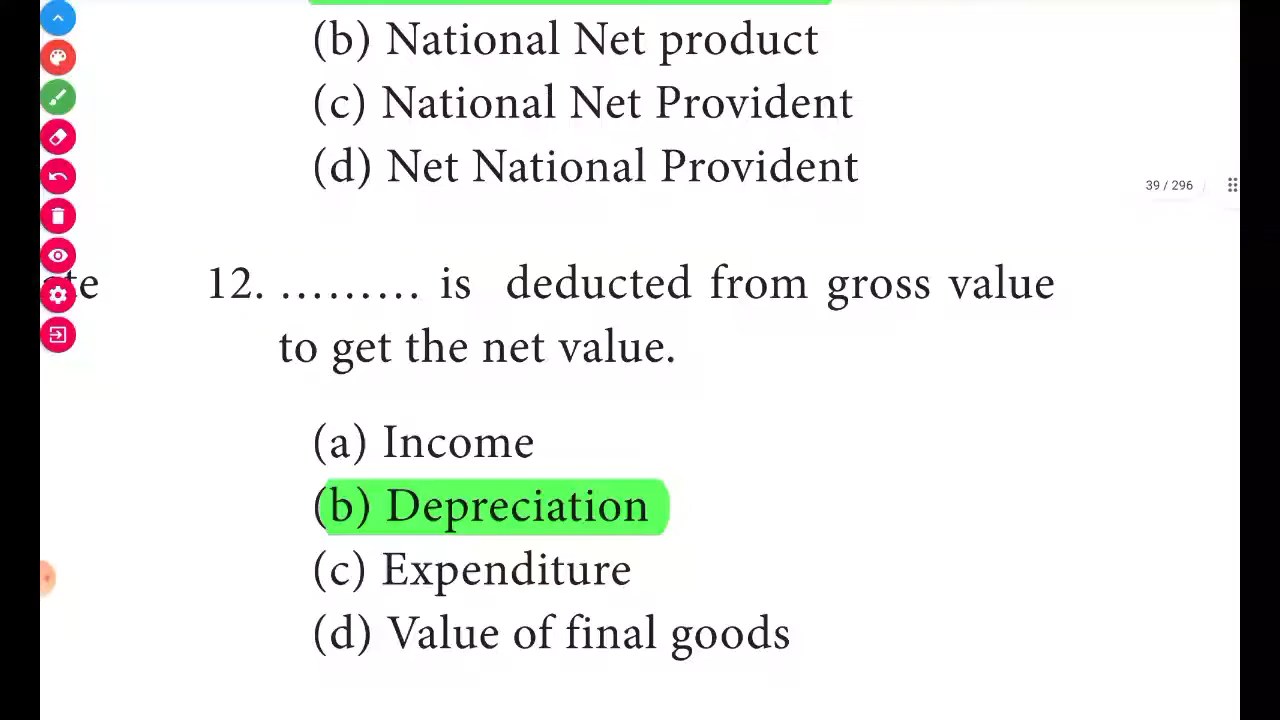 (b) National Net product
(c) National Net Provident
(d) Net National Provident
39 / 296
12. ......... is deducted from gross value
to get the net value.
(a) Income
(b) Depreciation
(c) Expenditure
(d) Value of final goods